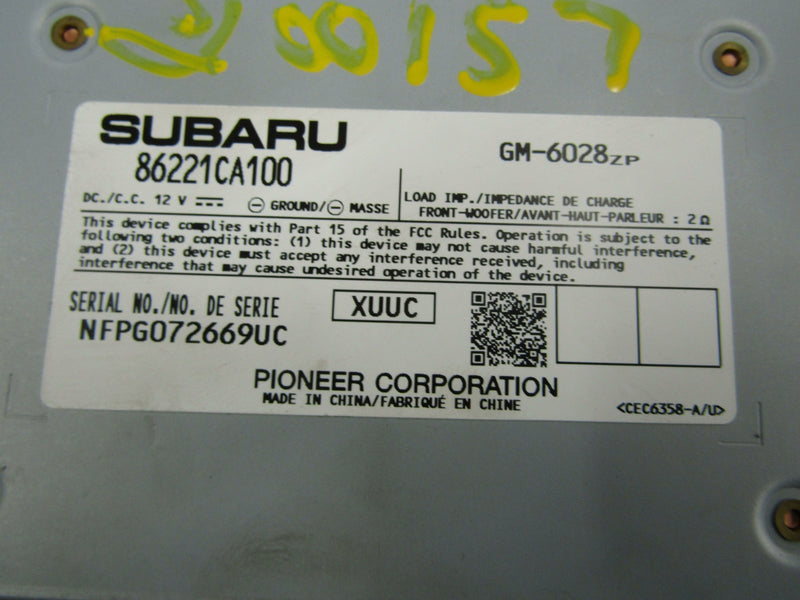 SUBARU
86221CA100
GM-6028ZP
DC./C.C. 12 V ⎓ ⊖ GROUND/⊖ MASSE
LOAD IMP./IMPEDANCE DE CHARGE
FRONT-WOOFER/AVANT-HAUT-PARLEUR : 2 Ω
This device complies with Part 15 of the FCC Rules. Operation is subject to the
following two conditions: (1) this device may not cause harmful interference,
and (2) this device must accept any interference received, including
interference that may cause undesired operation of the device.
SERIAL NO./NO. DE SERIE
NFPG072669UC
XUUC
PIONEER CORPORATION
MADE IN CHINA/FABRIQUÉ EN CHINE
<CEC6358-A/U>